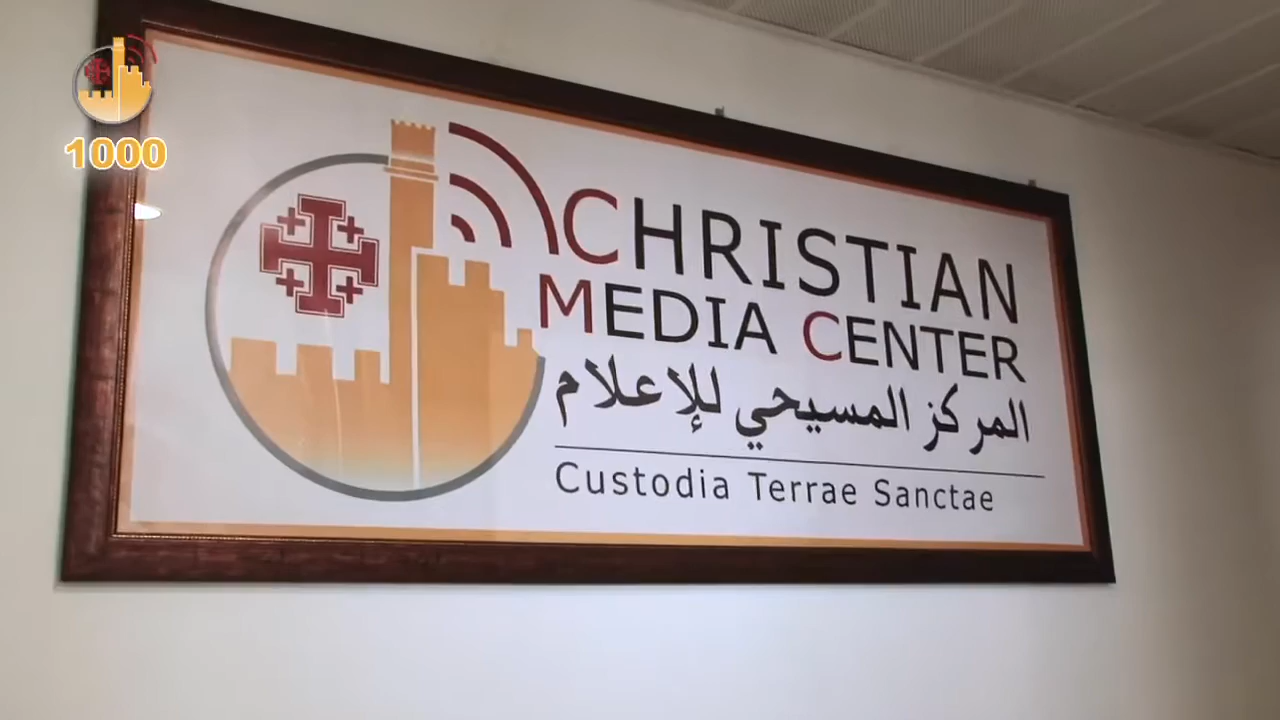 1000
CHRISTIAN
MEDIA CENTER
المركز المسيحي للإعلام
Custodia Terrae Sanctae